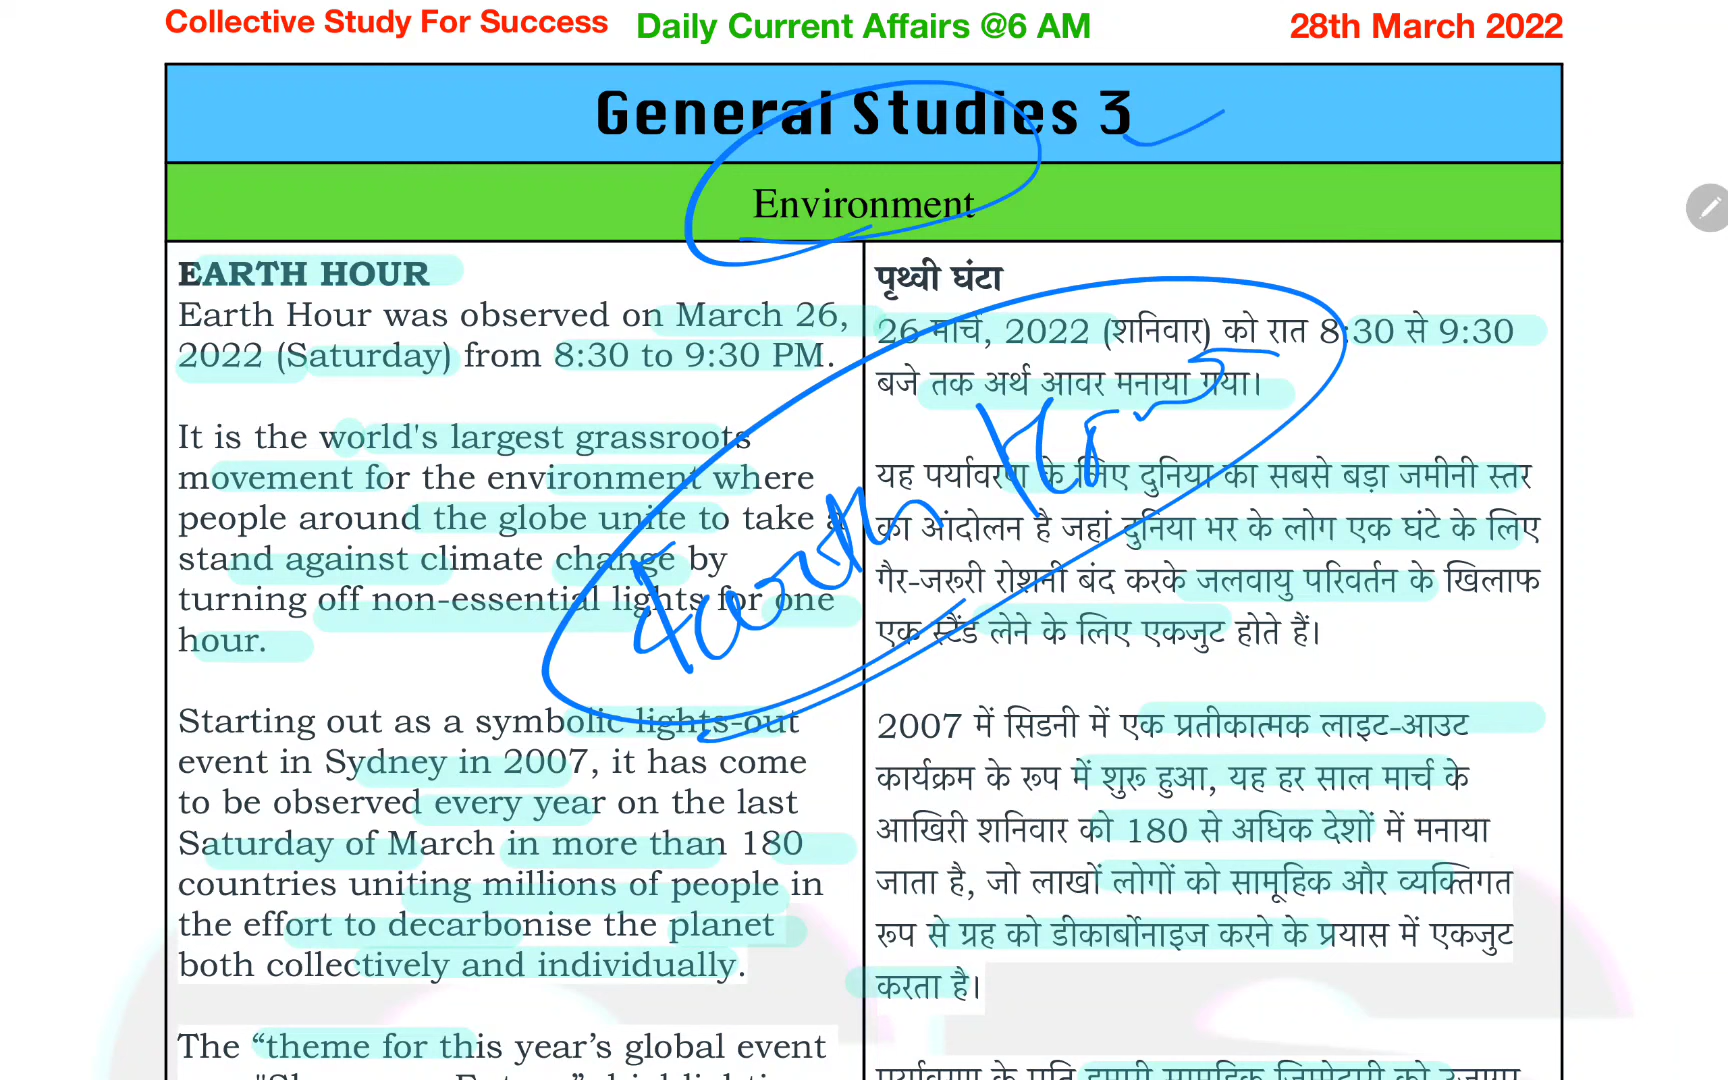 Collective Study For Success Daily Current Affairs @6 AM 28th March 2022
General Studies 3
Environment
EARTH HOUR
Earth Hour was observed on March 26,
2022 (Saturday) from 8:30 to 9:30 PM.
It is the world's largest grassroots
movement for the environment where
people around the globe unite to take a
stand against climate change by
turning off non-essential lights for one
hour.
Starting out as a symbolic lights-out
event in Sydney in 2007, it has come
to be observed every year on the last
Saturday of March in more than 180
countries uniting millions of people in
the effort to decarbonise the planet
both collectively and individually.
The “theme for this year’s global event
पृथ्वी घंटा
26 मार्च, 2022 (शनिवार) को रात 8:30 से 9:30
बजे तक अर्थ आवर मनाया गया।
यह पर्यावरण के लिए दुनिया का सबसे बड़ा जमीनी स्तर
का आंदोलन है जहां दुनिया भर के लोग एक घंटे के लिए
गैर-जरूरी रोशनी बंद करके जलवायु परिवर्तन के खिलाफ
एक स्टैंड लेने के लिए एकजुट होते हैं।
2007 में सिडनी में एक प्रतीकात्मक लाइट-आउट
कार्यक्रम के रूप में शुरू हुआ, यह हर साल मार्च के
आखिरी शनिवार को 180 से अधिक देशों में मनाया
जाता है, जो लाखों लोगों को सामूहिक और व्यक्तिगत
रूप से ग्रह को डीकार्बोनाइज करने के प्रयास में एकजुट
करता है।
Earth